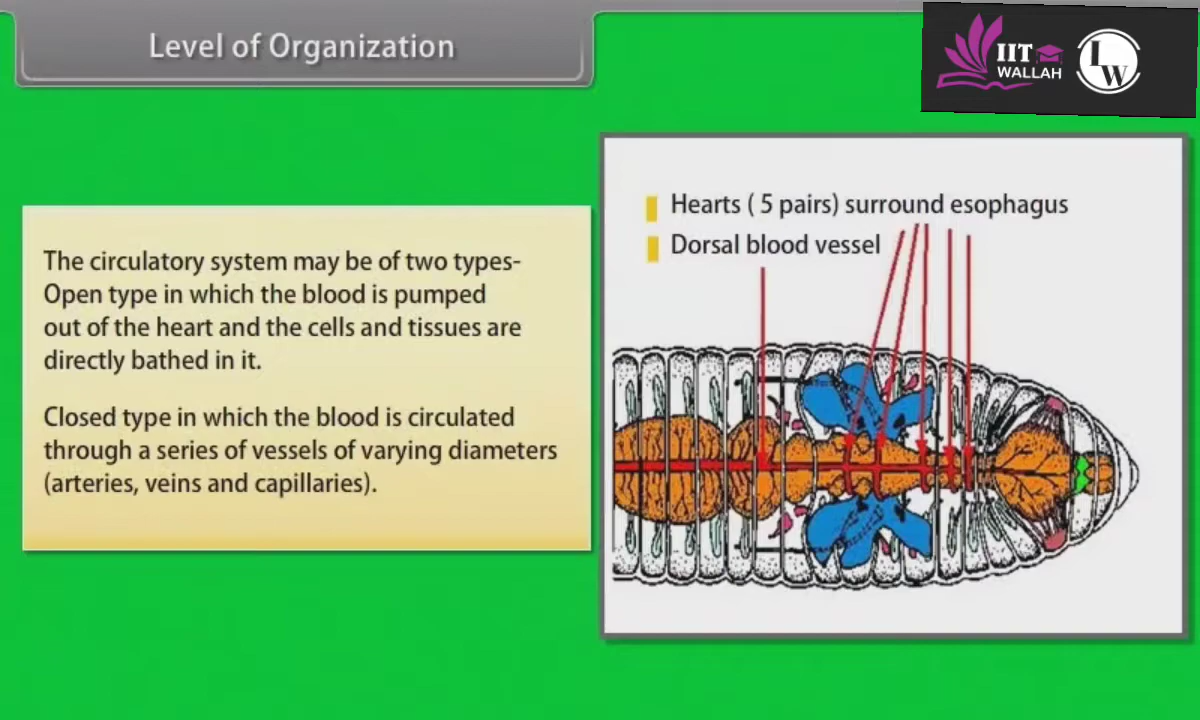 Level of Organization
IIT
WALLAH
LW
Hearts ( 5 pairs) surround esophagus
Dorsal blood vessel
The circulatory system may be of two types-
Open type in which the blood is pumped
out of the heart and the cells and tissues are
directly bathed in it.
Closed type in which the blood is circulated
through a series of vessels of varying diameters
(arteries, veins and capillaries).